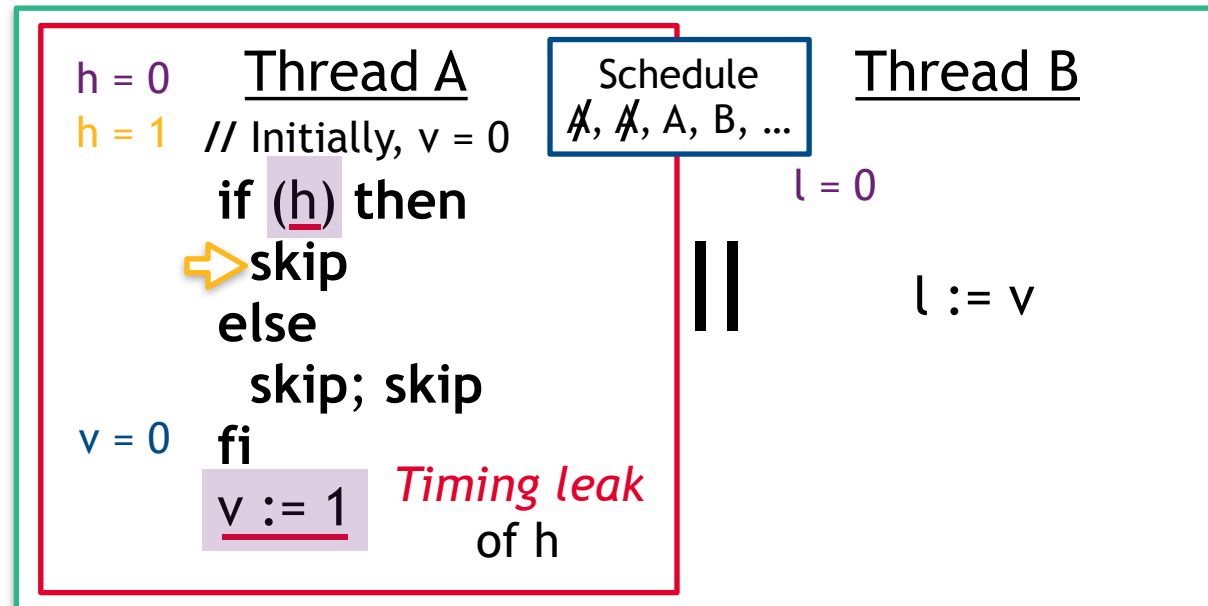 h = 0
Thread A
Schedule
A, A, A, B, ...
Thread B
h = 1
// Initially, v = 0
l = 0
if (h) then
skip
||
l := v
else
skip; skip
v = 0
fi
v := 1
Timing leak
of h